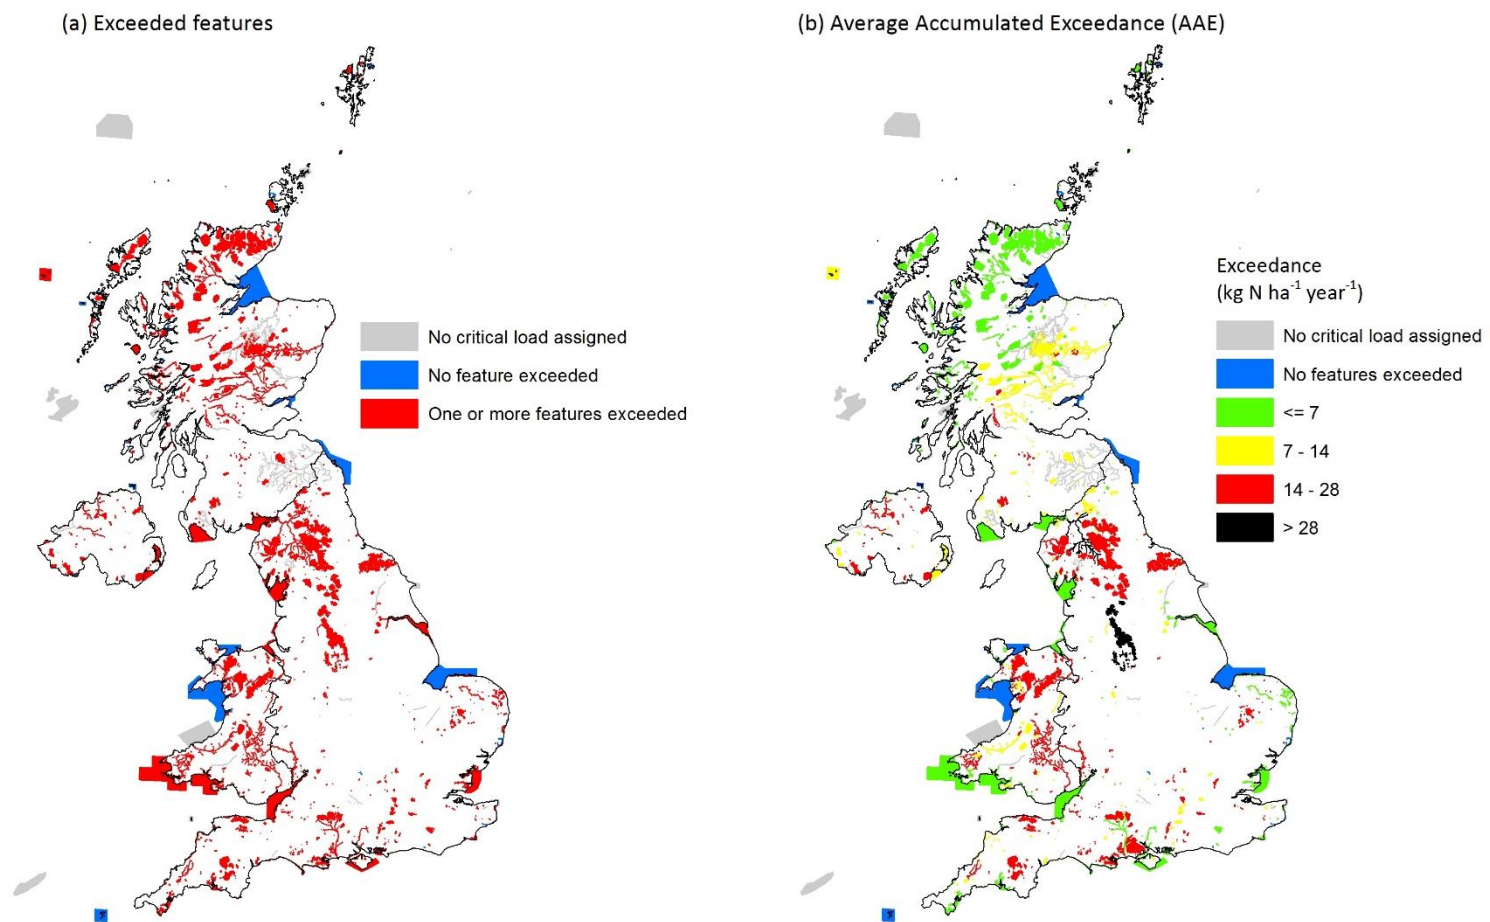 (a) Exceeded features
(b) Average Accumulated Exceedance (AAE)
No critical load assigned
No feature exceeded
One or more features exceeded
Exceedance
(kg N ha⁻¹ year⁻¹)
No critical load assigned
No features exceeded
<= 7
7 - 14
14 - 28
> 28